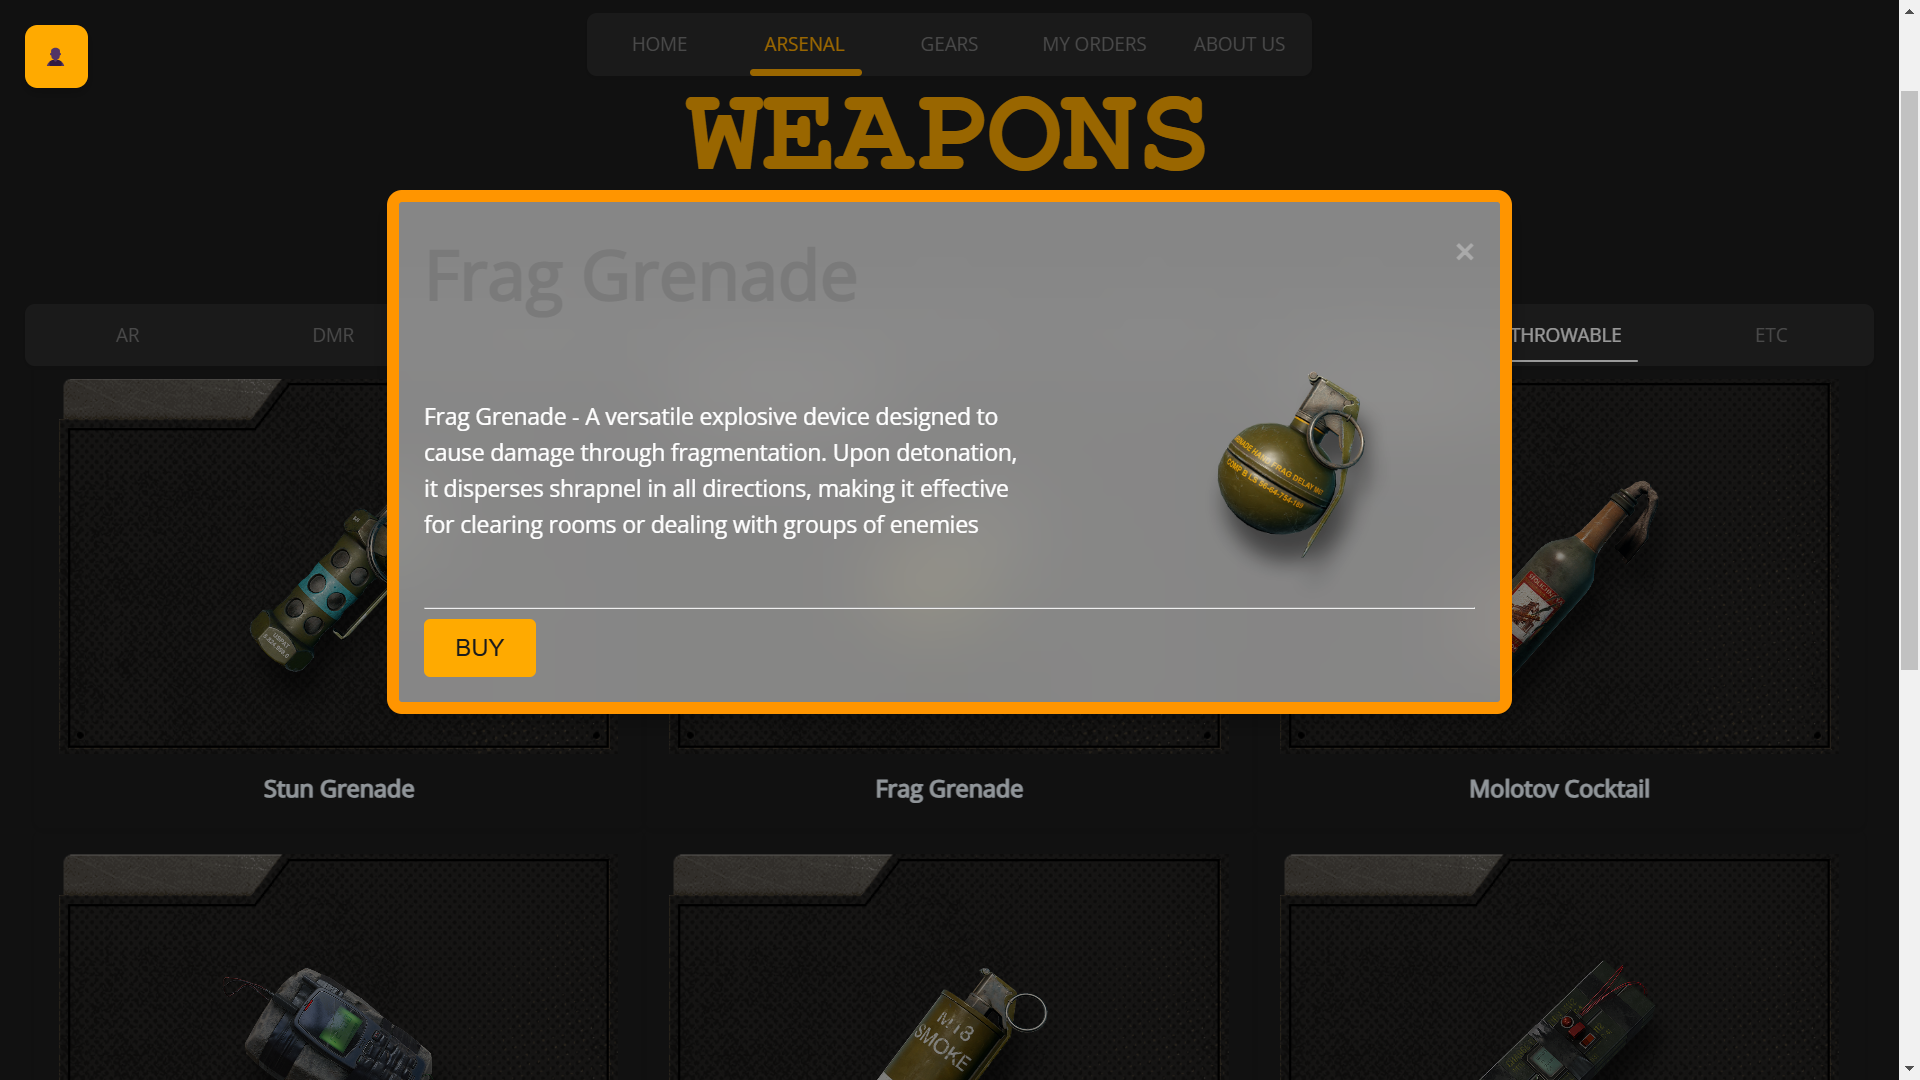 HOME ARSENAL GEARS MY ORDERS ABOUT US
WEAPONS
Frag Grenade
×
AR DMR THROWABLE ETC
Frag Grenade - A versatile explosive device designed to
cause damage through fragmentation. Upon detonation,
it disperses shrapnel in all directions, making it effective
for clearing rooms or dealing with groups of enemies
BUY
Stun Grenade Frag Grenade Molotov Cocktail
M18
SMOKE